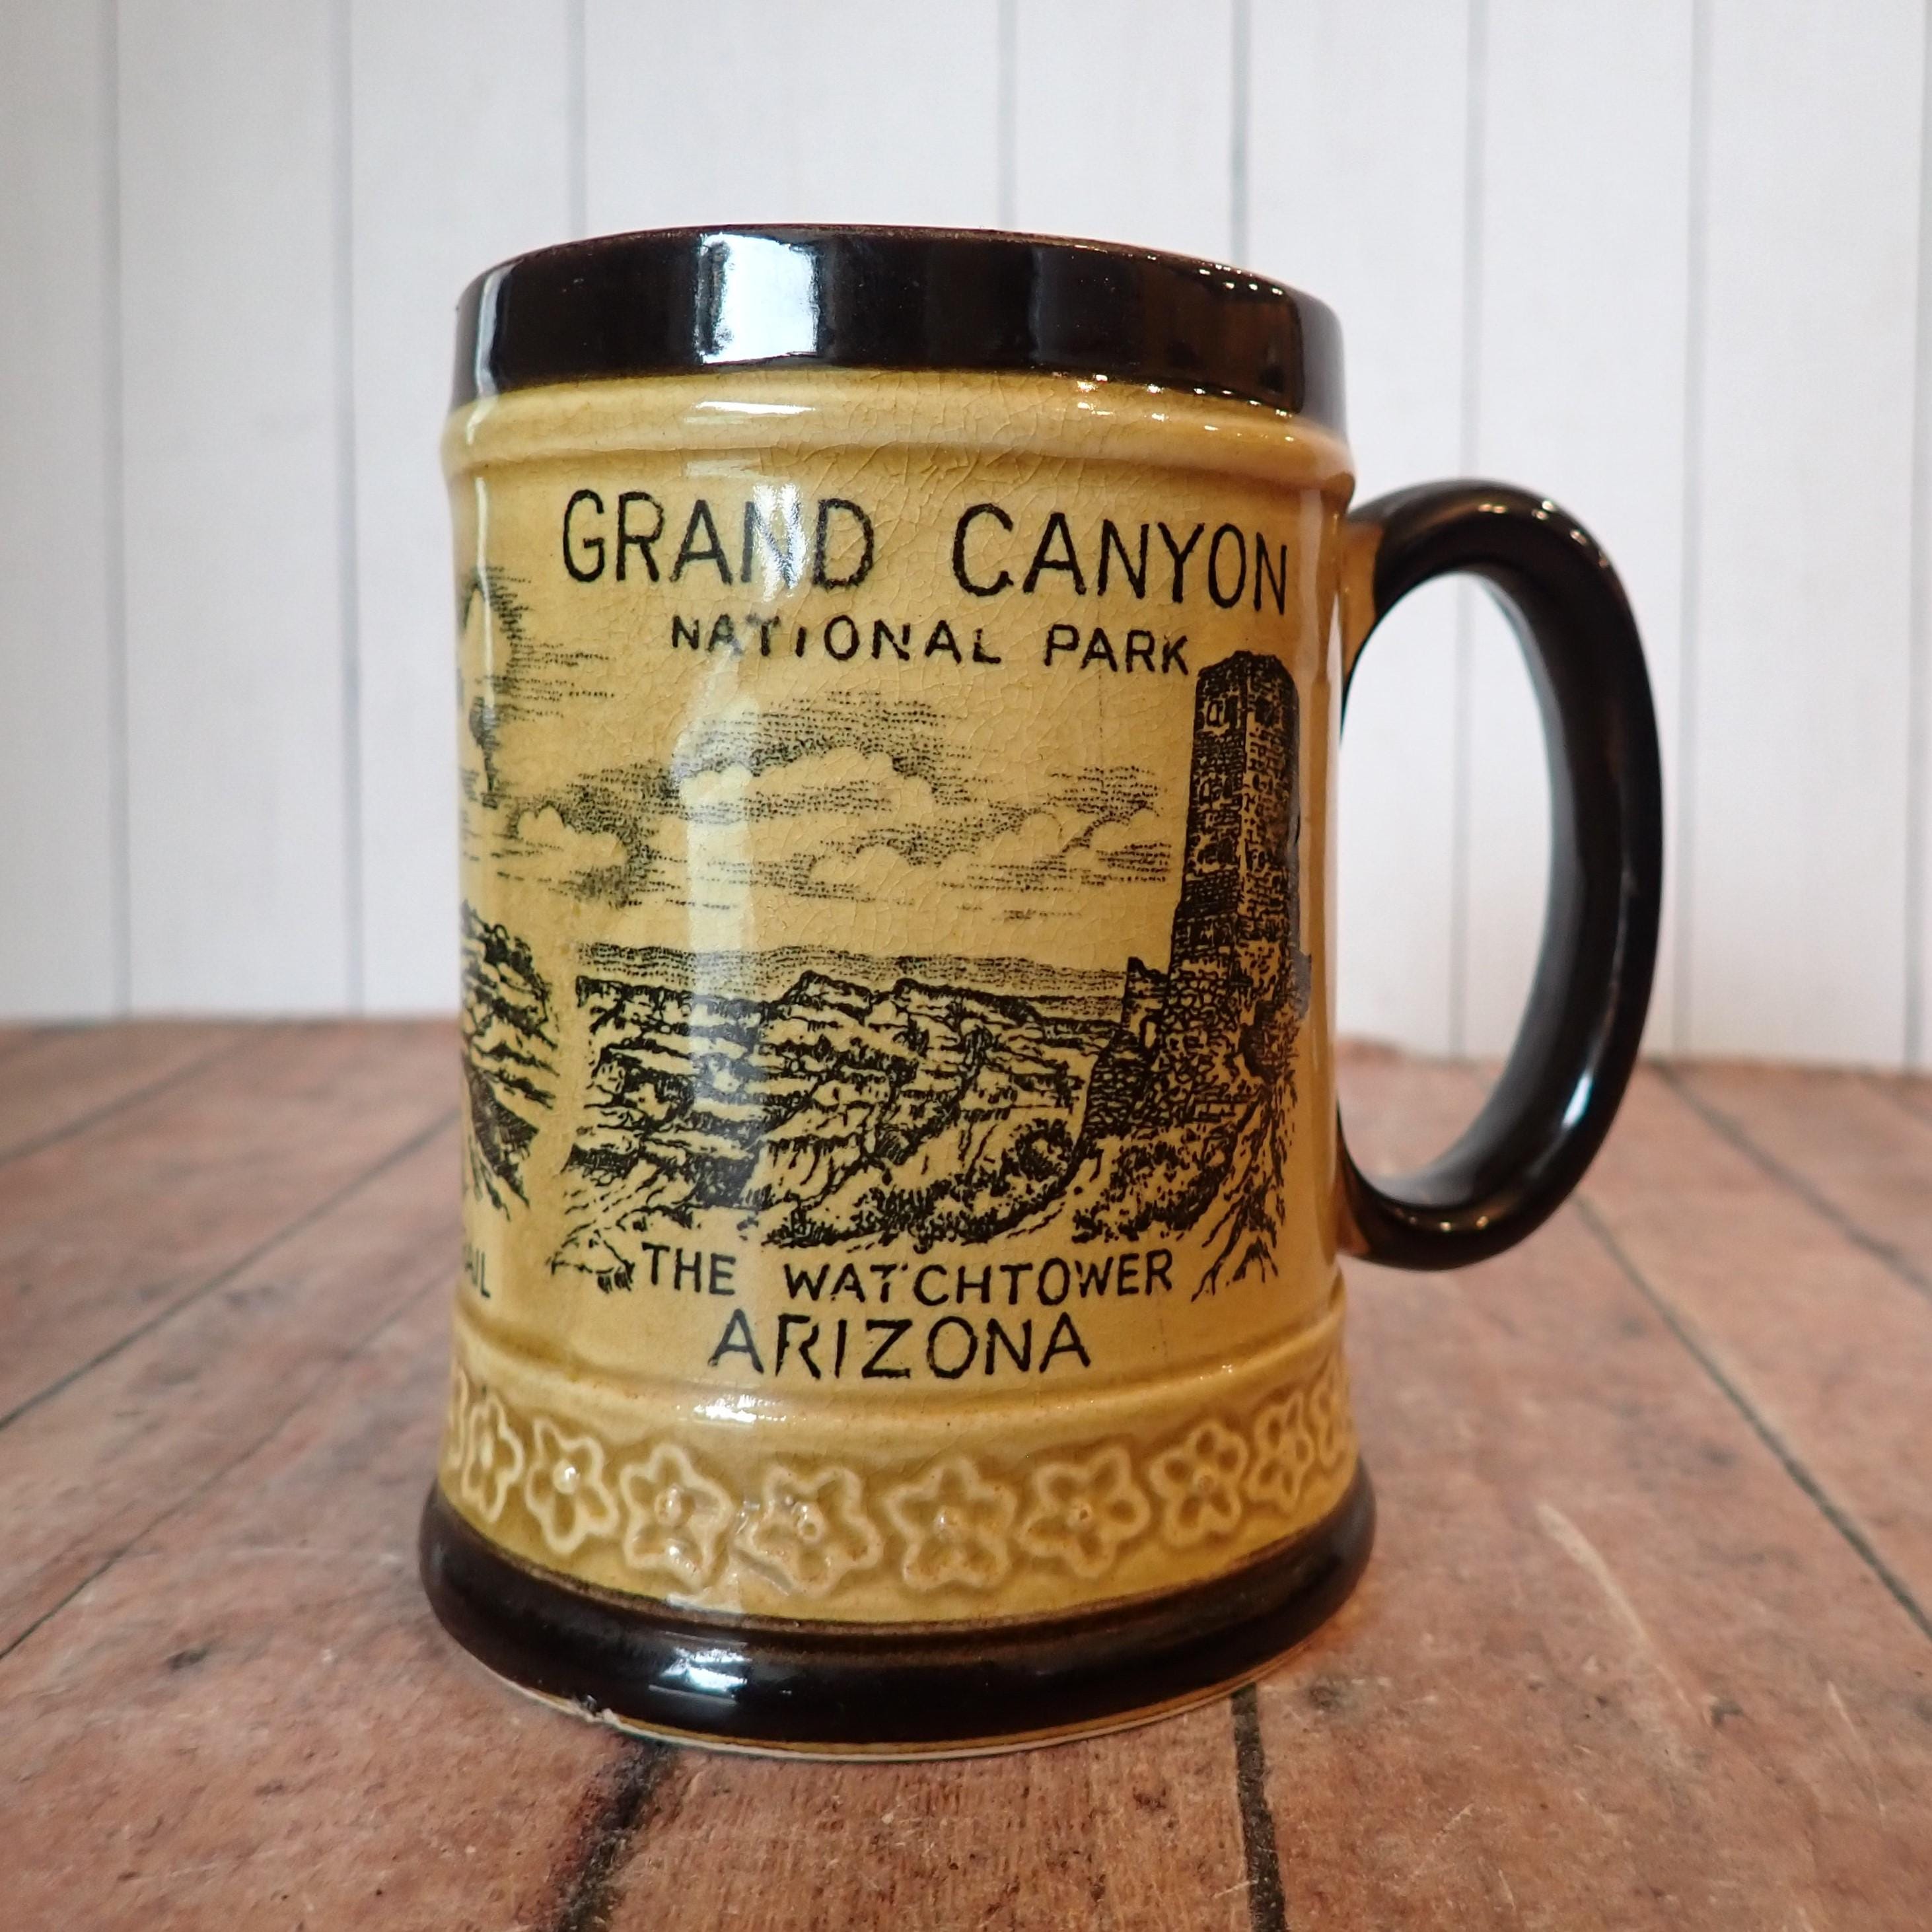 GRAND CANYON
NATIONAL PARK
THE WATCHTOWER
ARIZONA